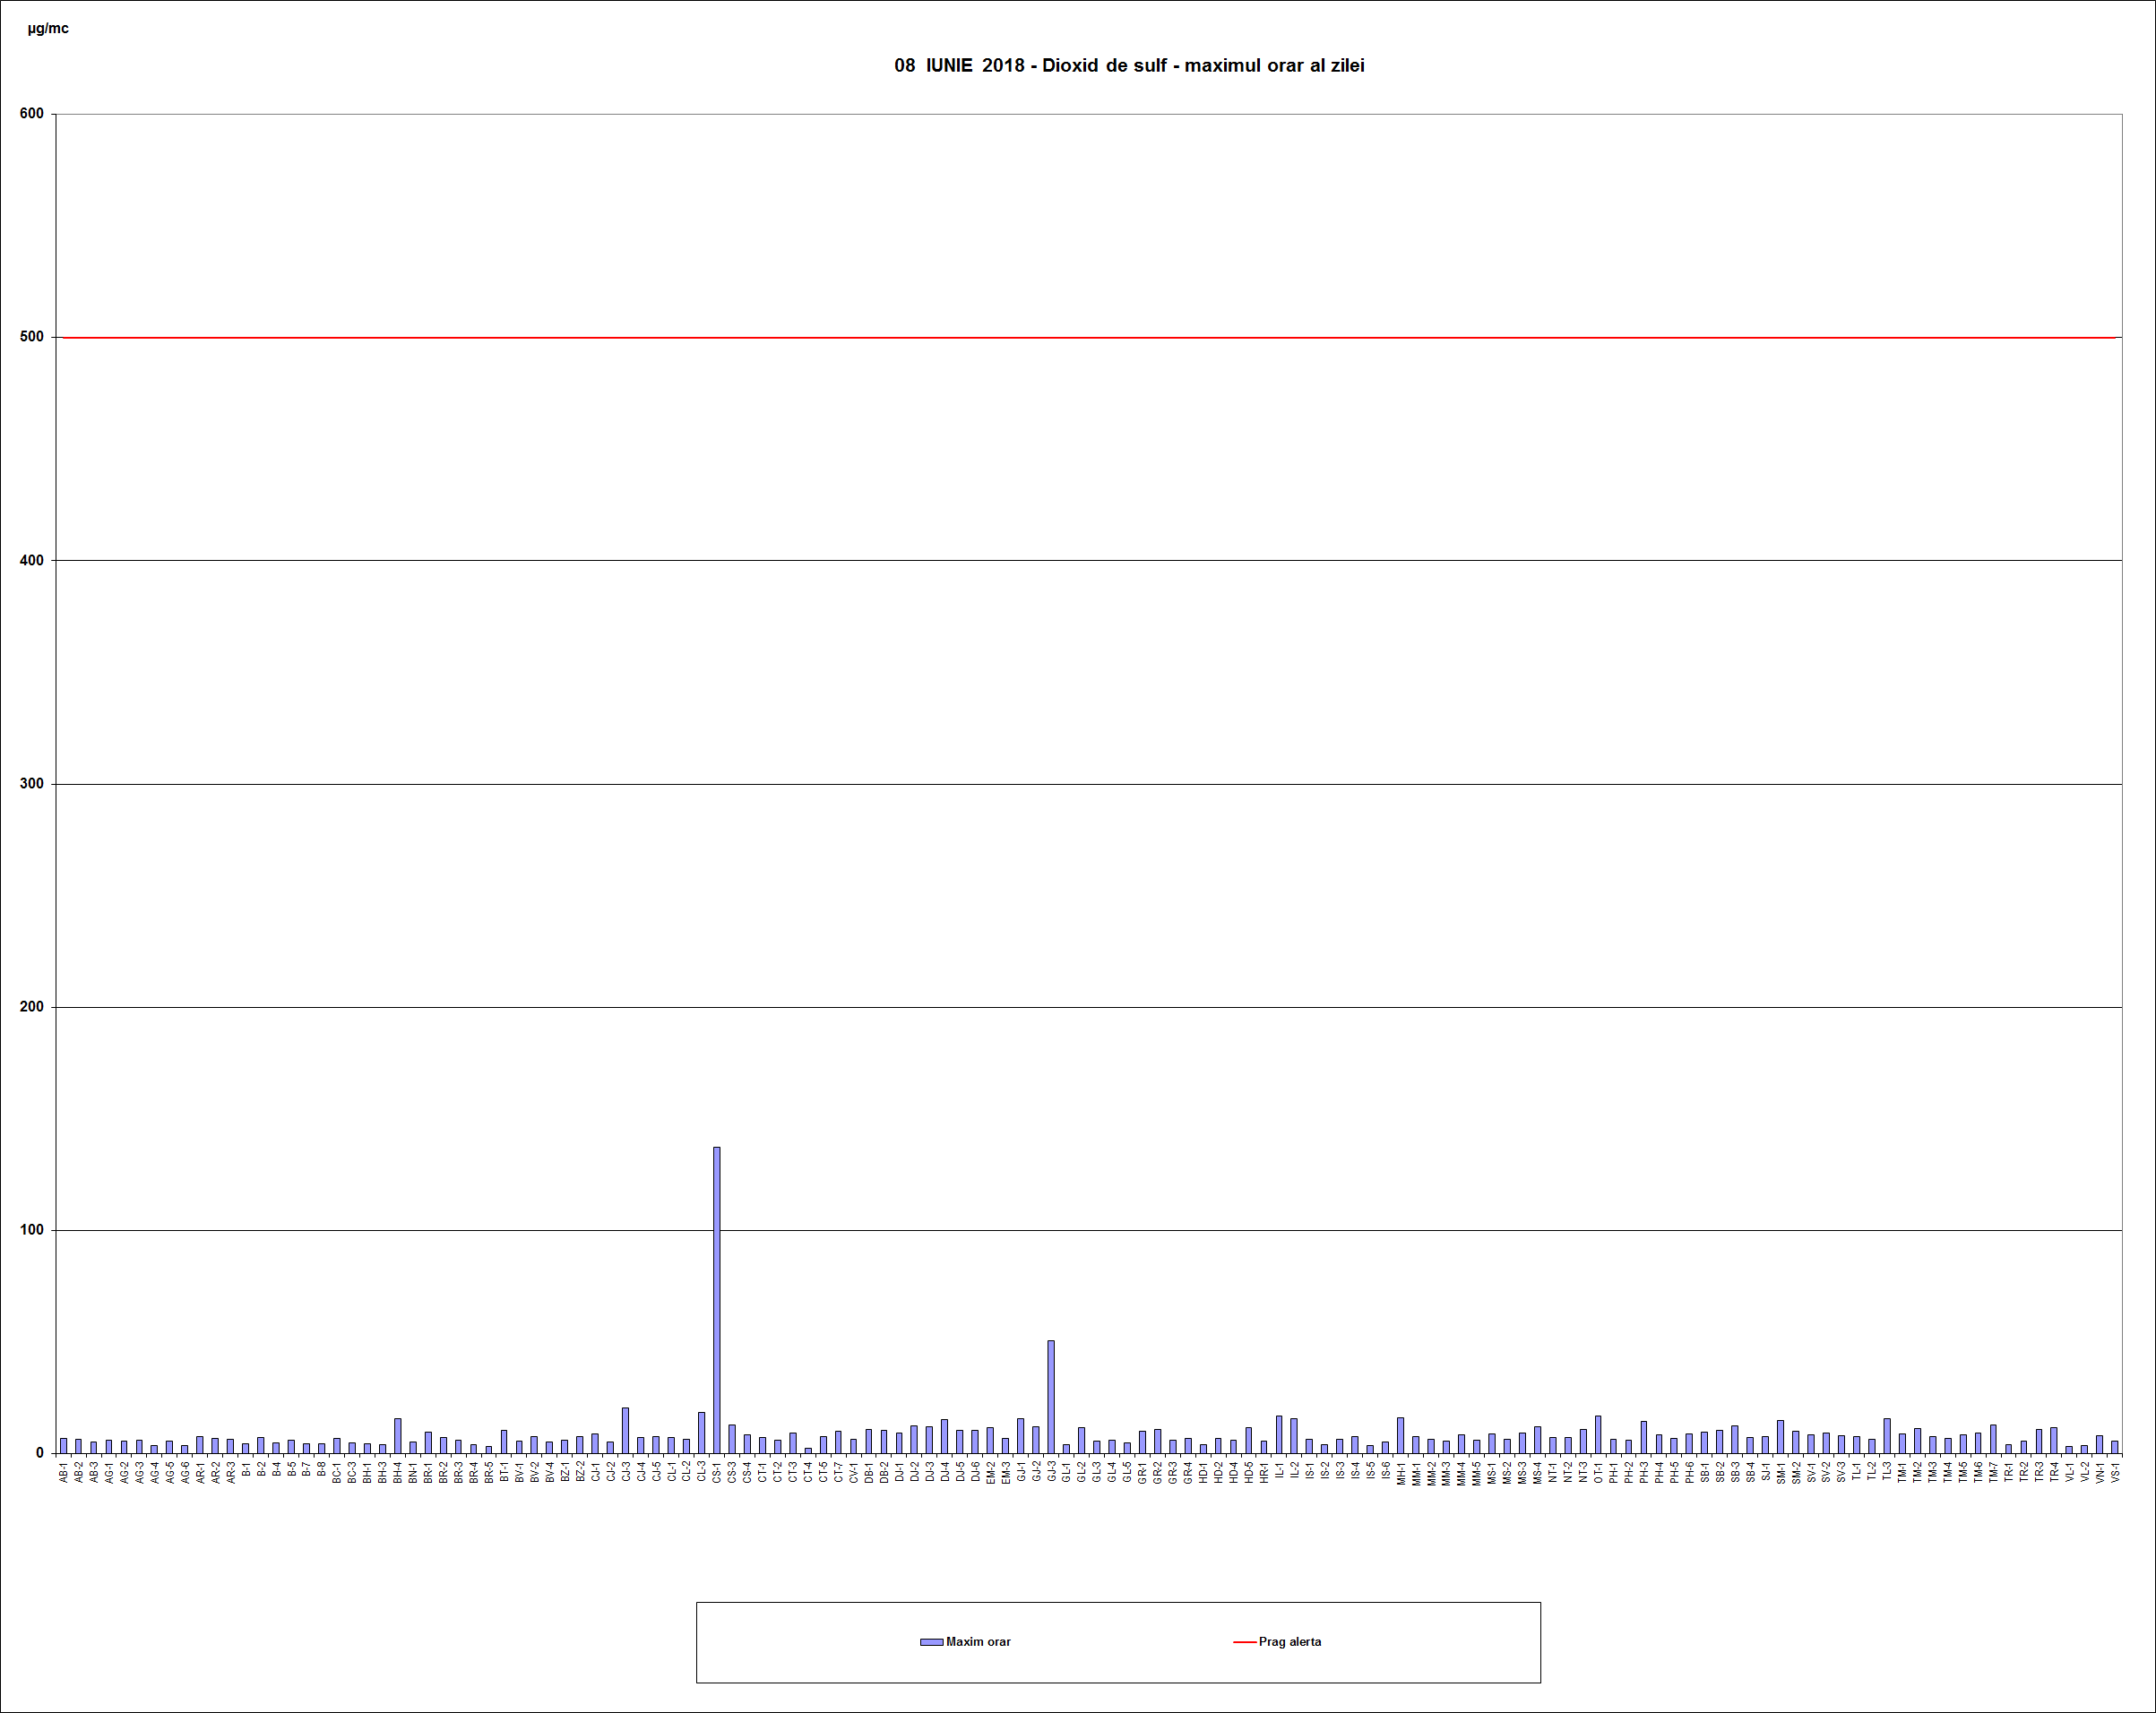 µg/mc
08 IUNIE 2018 - Dioxid de sulf - maximul orar al zilei
600
500
400
300
200
100
0
AB-1 AB-2 AB-3 AG-1 AG-2 AG-3 AG-4 AG-5 AG-6 AR-1 AR-2 AR-3 B-1 B-2 B-4 B-5 B-7 B-8 BC-1 BC-3 BH-1 BH-3 BH-4 BN-1 BR-1 BR-2 BR-3 BR-4 BR-5 BT-1 BV-1 BV-2 BV-4 BZ-1 BZ-2 CJ-1 CJ-2 CJ-3 CJ-4 CJ-5 CL-1 CL-2 CL-3 CS-1 CS-3 CS-4 CT-1 CT-2 CT-3 CT-4 CT-5 CT-7 CV-1 DB-1 DB-2 DJ-1 DJ-2 DJ-3 DJ-4 DJ-5 DJ-6 EM-2 EM-3 GJ-1 GJ-2 GJ-3 GL-1 GL-2 GL-3 GL-4 GL-5 GR-1 GR-2 GR-3 GR-4 HD-1 HD-2 HD-4 HD-5 HR-1 IL-1 IL-2 IS-1 IS-2 IS-3 IS-4 IS-5 IS-6 MH-1 MM-1 MM-2 MM-3 MM-4 MM-5 MS-1 MS-2 MS-3 MS-4 NT-1 NT-2 NT-3 OT-1 PH-1 PH-2 PH-3 PH-4 PH-5 PH-6 SB-1 SB-2 SB-3 SB-4 SJ-1 SM-1 SM-2 SV-1 SV-2 SV-3 TL-1 TL-2 TL-3 TM-1 TM-2 TM-3 TM-4 TM-5 TM-6 TM-7 TR-1 TR-2 TR-3 TR-4 VL-1 VL-2 VN-1 VS-1
Maxim orar Prag alerta